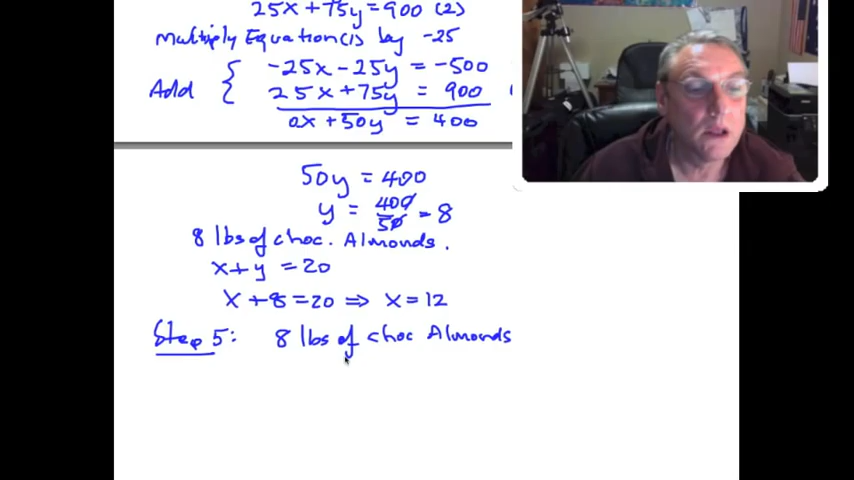 25x+75y=900 (2)
Multiply Equation(1) by -25
-25x-25y = -500
Add { 25x+75y = 900
0x+50y = 400
50y = 400
y = 400/50 = 8
8 lbs of choc. Almonds.
x+y = 20
x+8=20 ⇒ x=12
Step 5: 8 lbs of choc Almonds